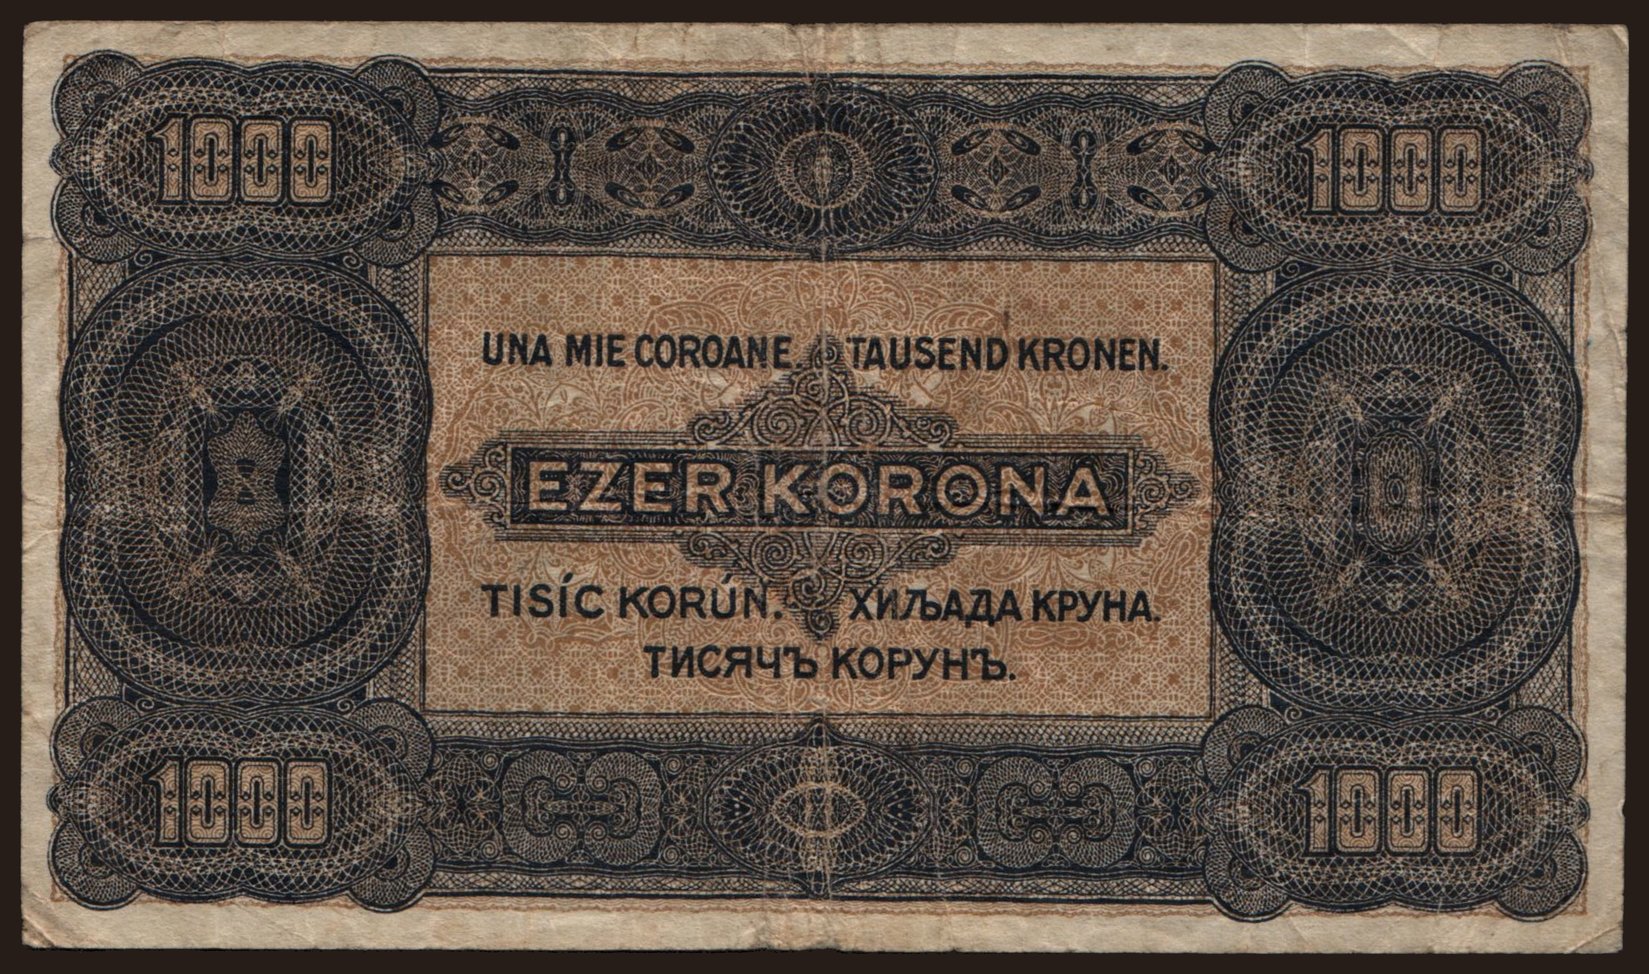 1000 1000
UNA MIE COROANE. TAUSEND KRONEN.
EZER KORONA
TISÍC KORÚN. ХИЉАДА КРУНА.
ТИСЯЧЪ КОРУНЪ.
1000 1000